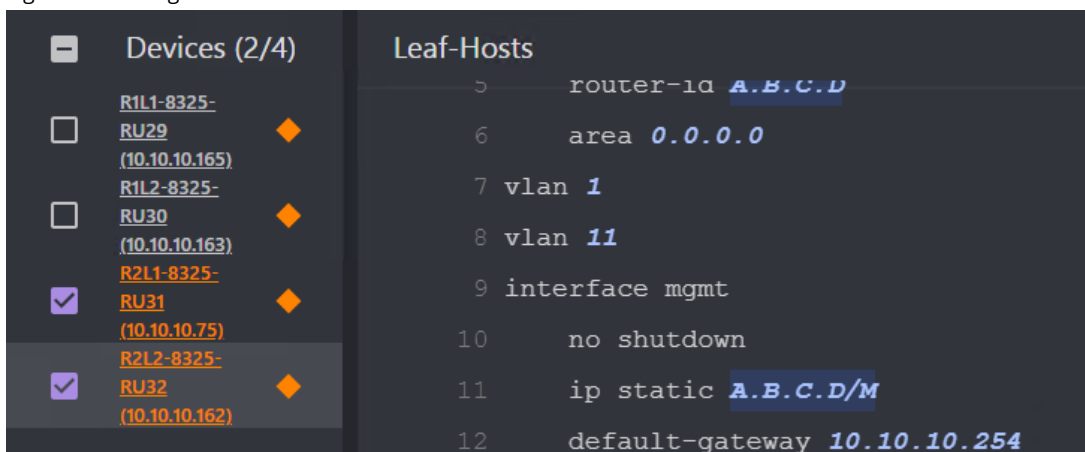 Devices (2/4)
R1L1-8325-
RU29
(10.10.10.165)
R1L2-8325-
RU30
(10.10.10.163)
R2L1-8325-
RU31
(10.10.10.75)
R2L2-8325-
RU32
(10.10.10.162)
Leaf-Hosts
5 router-id A.B.C.D
6 area 0.0.0.0
7 vlan 1
8 vlan 11
9 interface mgmt
10 no shutdown
11 ip static A.B.C.D/M
12 default-gateway 10.10.10.254